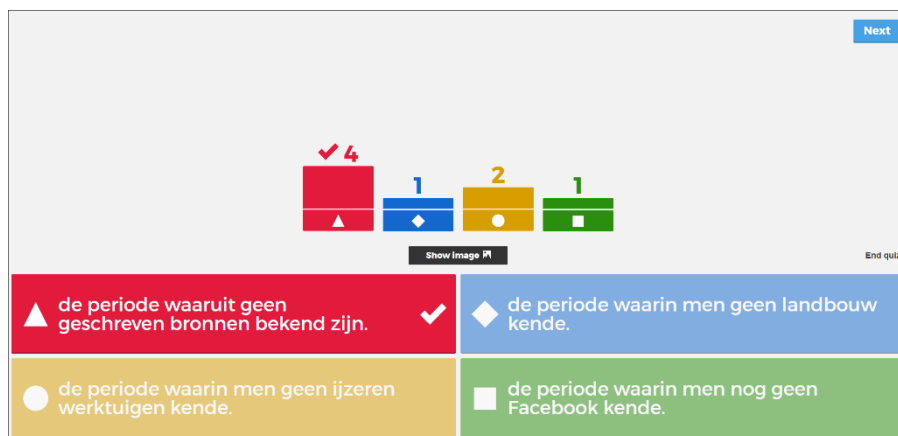 Next
4
1
2
1
Show image
End quiz
de periode waaruit geen
geschreven bronnen bekend zijn.
de periode waarin men geen landbouw
kende.
de periode waarin men geen ijzeren
werktuigen kende.
de periode waarin men nog geen
Facebook kende.